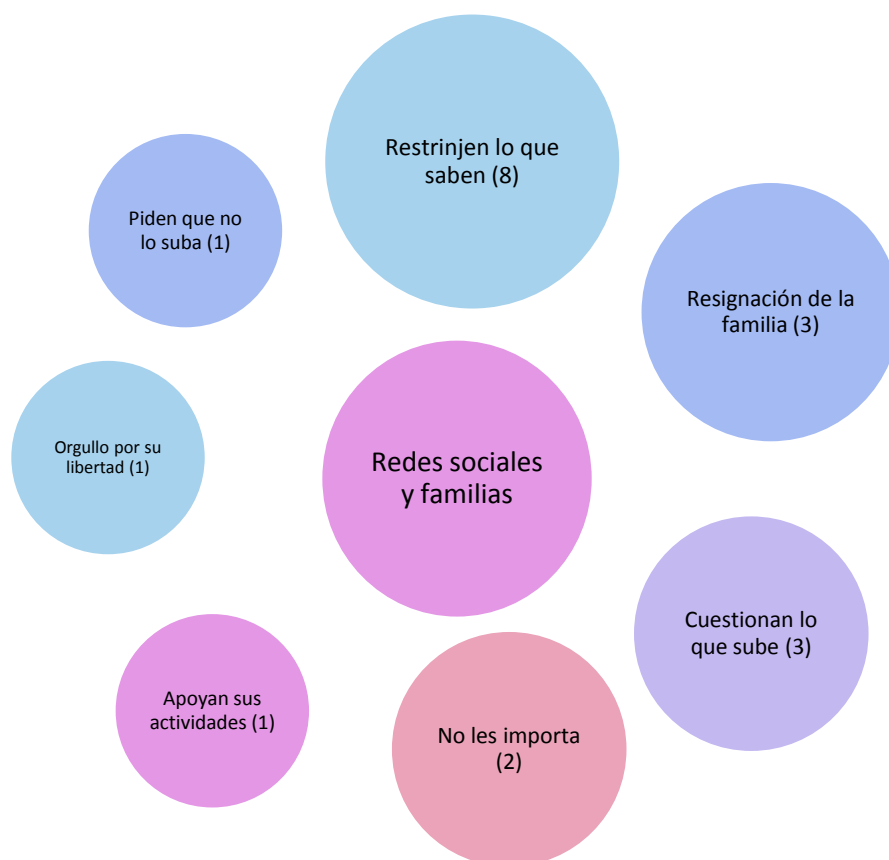 Restrinjen lo que
saben (8)
Piden que no
lo suba (1)
Resignación de la
familia (3)
Orgullo por su
libertad (1)
Redes sociales
y familias
Cuestionan lo
que sube (3)
Apoyan sus
actividades (1)
No les importa
(2)